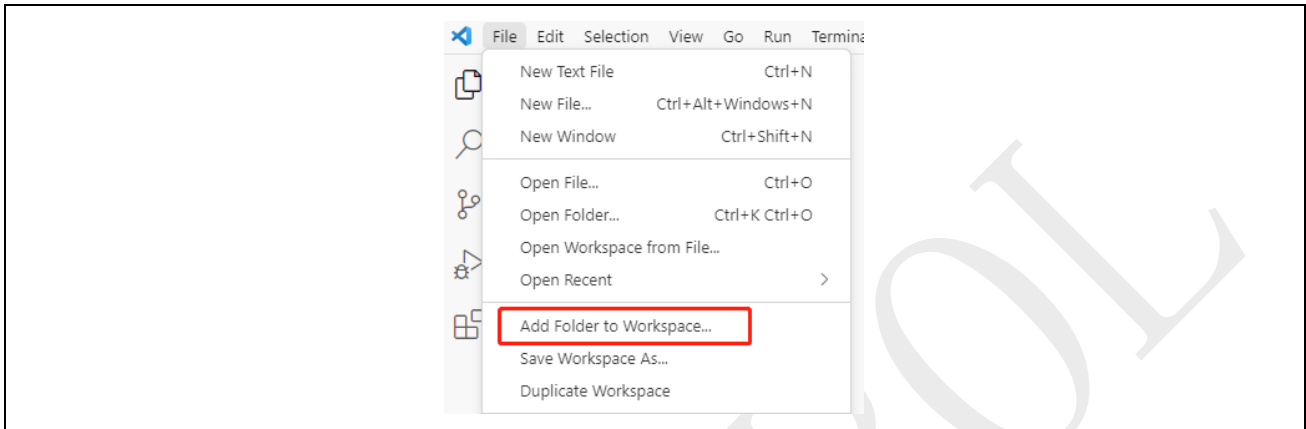 File Edit Selection View Go Run Termina
New Text File Ctrl+N
New File... Ctrl+Alt+Windows+N
New Window Ctrl+Shift+N
Open File... Ctrl+O
Open Folder... Ctrl+K Ctrl+O
Open Workspace from File...
Open Recent
Add Folder to Workspace...
Save Workspace As...
Duplicate Workspace
POL